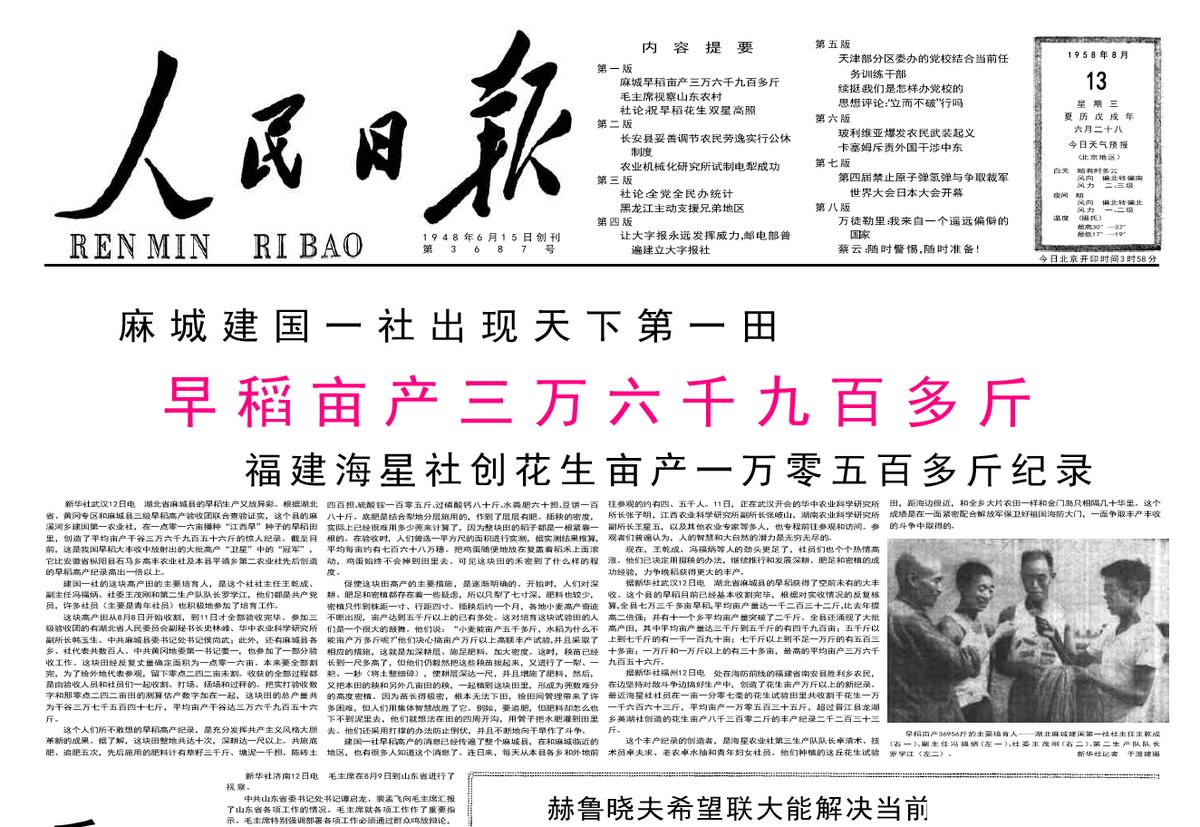 人民日报
REN MIN RI BAO
1948年6月15日创刊
第3687号
内容提要
第一版
麻城早稻亩产三万六千九百多斤
毛主席视察山东农村
社论:祝早稻花生双星高照
第二版
长安县妥善调节农民劳逸实行公休
制度
农业机械化研究所试制电犁成功
第三版
社论:全党全民办统计
黑龙江主动支援兄弟地区
第四版
让大字报永远发挥威力,邮电部普
遍建立大字报社
第五版
天津部分区委办的党校结合当前任
务训练干部
续挺:我们是怎样办党校的
思想评论:"立而不破"行吗
第六版
玻利维亚爆发农民武装起义
卡塞姆斥责外国干涉中东
第七版
第四届禁止原子弹氢弹与争取裁军
世界大会日本大会开幕
第八版
万徒勒里:我来自一个遥远偏僻的
国家
蔡云:随时警惕,随时准备!
1958年8月
13
星期三
夏历戊戌年
六月二十八
今日天气预报
(北京地区)
白天 晴有时多云
风向 偏北转偏南
风力 二、三级
夜间 晴
风向 偏北转偏北
风力 一、二级
温度 (摄氏)
最高30°—32°
最低17°—19°
今日北京开印时间3时58分
麻城建国一社出现天下第一田
早稻亩产三万六千九百多斤
福建海星社创花生亩产一万零五百多斤纪录
新华社武汉12日电 湖北省麻城县的早稻生产又放异彩。根据湖北
省、黄冈专区和麻城县三级早稻高产验收团联合查验证实，这个县的麻
溪河乡建国第一农业社，在一点零一六亩播种"江西早"种子的早稻田
里，创造了平均亩产干谷三万六千九百五十六斤的惊人纪录。截至目
前，这是我国早稻大丰收中放射出的大批高产"卫星"中的"冠军"，
它比安徽省枞阳县石马乡高丰农业社及本县平靖乡第二农业社先后创造
的早稻高产纪录高出一倍以上。
建国一社的这块高产田的主要培育人，是这个社社主任王乾成、
副主任冯福炳、社委王茂刚和第二生产队队长罗学江，他们都是共产党
员，许多社员（主要是青年社员）也积极地参加了培育工作。
这块高产田从8月8日开始收割，到11日才全部验收完毕。参加三
级验收团的有湖北省人民委员会副秘书长史林峰、华中农业科学研究所
副所长韩玉生、中共麻城县委书记处书记侯尚武；此外，还有麻城县各
乡、社代表共数百人。中共黄冈地委第一书记姜一，也参加了一部分验
收工作。这块田经反复丈量确定面积为一点零一六亩。本来要全部割
完，为了给外地代表参观，留下零点二四二亩未割。收获的全部过程都
是由验收人员和社员们一起收割、打场、扬场和过秤的。把实打验收数
字和那零点二四二亩田的测算估产数字加在一起，这块田的总产量共
为干谷三万七千五百四十七斤，平均亩产干谷达三万六千九百五十六
斤。
这个人们所不敢想的早稻高产纪录，是充分发挥共产主义风格大胆
革新的成果。据了解，这块田整地共达十次，深耕达一尺以上。共施底
肥、追肥五次，先后施用的肥料共计有草籽三千斤、塘泥一千担、陈砖土
四百担,硫酸铵一百零五斤,过磷酸钙八十斤,水粪肥六十担,豆饼一百
八十斤。底肥是结合犁地分层施用的，作到了层层有肥。插秧的密度，
实际上已经很难用多少蔸来计算了，因为整块田的稻子都是一根紧靠一
根的。在验收时，人们曾选一平方尺的面积进行实测，据实测结果推算，
平均每亩约有七百六十八万穗。把鸡蛋随便地放在复盖着稻禾上面滚
动，鸡蛋始终不会掉到田里去。可见这块田的禾密到了什么样的程
度。
促使这块田高产的主要措施，是逐渐明确的。开始时，人们对深
耕、肥足和密植都存在着一些疑虑，所以只犁了七寸深，肥料也较少，
密植只作到株距一寸、行距四寸。插秧后约一个月，各地小麦高产奇迹
不断出现，亩产达到五千斤以上的已有多处。这对培育这块试验田的人
们是一个很大的鼓舞。他们说："小麦能亩产五千多斤，水稻为什么不
能亩产万多斤呢？"他们决心搞亩产万斤以上高额丰产试验,并且采取了
相应的措施，这就是加深耕层、施足肥料、加大密度。这时，秧苗已经
长到一尺多高了，但他们仍毅然把这些秧苗拔起来，又进行了一犁、一
耙、一秒（将土整细碎），使耕层深达一尺，并且增施了肥料，然后，
又把本田的秧和另外几亩田的秧，一起植到这块田里，形成为蔸数难分
的高度密植。因为苗长得极密，根本无法下田，给田间管理带来了许
多困难，但人们用集体智慧战胜了它。例如，要追肥，但肥料却怎么也
下不到泥里去，他们就想法在田的四周开沟，用管子把水肥灌到田里
去。他们还采用打撑的办法防止倒伏，并且不断地向干旱作了斗争。
建国一社早稻高产的消息已经传遍了整个麻城县，在和麻城临近的
地区，也有很多人知道这个消息了。连日来，每天从本县各乡和外地前
往参观的约有四、五千人。11日，正在武汉开会的华中农业科学研究所
所长张子明，江西农业科学研究所副所长张岐山，湖南农业科学研究所
副所长王星五，以及其他农业专家等多人，也专程前往参观和访问。参
观者们普遍认为，人的智慧和大自然的潜力是无穷无尽的。
现在，王乾成、冯福炳等人的劲头更足了，社员们也个个热情高
涨。他们已决定用掇秧的办法，继续推行和发展深耕、肥足和密植的成
功经验，力争晚稻获得更大的丰产。
据新华社武汉12日电 湖北省麻城县的早稻获得了空前未有的大丰
收。这个县的早稻目前已经基本收割完毕。根据对实收情况的反复核
算,全县七万三千多亩早稻,平均亩产量达一千二百三十二斤,比去年提
高二倍强；并有十一个乡平均亩产量突破了二千斤。全县还涌现了大批
高产田，其中平均亩产量达三千斤到五千斤的有四千九百亩；五千斤以
上到七千斤的有一千一百九十亩；七千斤以上到不足一万斤的有五百三
十多亩；一万斤和一万斤以上的有三十多亩，最高的平均亩产三万六千
九百五十六斤。
据新华社福州12日电 处在海防前线的福建省南安县胜利乡农民，
在边坚持对敌斗争边搞好生产中，创造了花生亩产万斤以上的新纪录。
最近海星社社员在一亩一分零七毫的花生试验田里共收割干花生一万
一千六百六十三斤，平均亩产一万零五百三十五斤，超过晋江县龙湖
乡英湖社创造的花生亩产八千三百零二斤的丰产纪录二千二百三十三
斤。
这个丰产纪录的创造者，是海星农业社第三生产队队长卓清术、技
术员卓未求、老农卓水抽和青年妇女社员。他们种植的这丘花生试验
田，距海边很近，和全乡大片农田一样和金门岛只相隔几十华里。这个
成绩是在一面紧密配合解放军保卫好祖国海防大门，一面争取丰产丰收
的斗争中取得的。
早稻亩产36956斤的主要培育人——湖北麻城建国第一社社主任王乾成
（右一）、副主任冯福炳（左一）、社委王茂刚（右二）、第二生产队队长
罗学江（左二）。 新华社记者 于澄建摄
新华社济南12日电 毛主席在8月9日到山东省进行了
视察。
中共山东省委书记处书记谭启龙、裴孟飞向毛主席汇报
了山东省各项工作的情况。毛主席就各项工作作了重要指
示。毛主席特别强调部署各项工作必须通过群众鸣放辩论，
赫鲁晓夫希望联大能解决当前